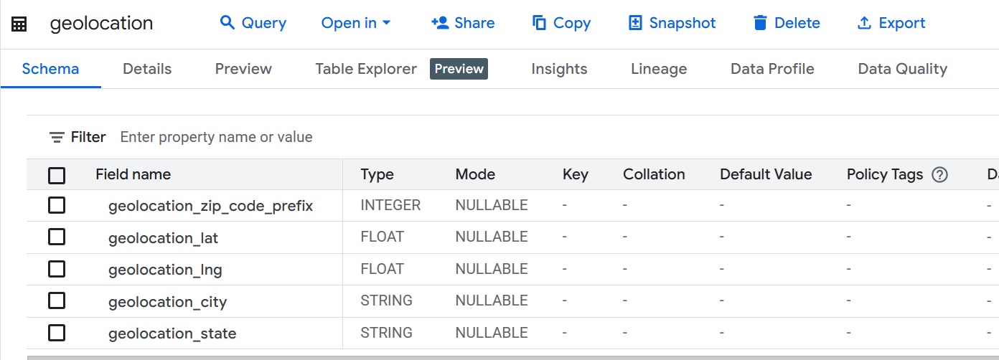 geolocation Query Open in Share Copy Snapshot Delete Export
Schema Details Preview Table Explorer Preview Insights Lineage Data Profile Data Quality
Filter Enter property name or value
Field name Type Mode Key Collation Default Value Policy Tags
geolocation_zip_code_prefix INTEGER NULLABLE - - - - -
geolocation_lat FLOAT NULLABLE - - - - -
geolocation_lng FLOAT NULLABLE - - - - -
geolocation_city STRING NULLABLE - - - - -
geolocation_state STRING NULLABLE - - - - -